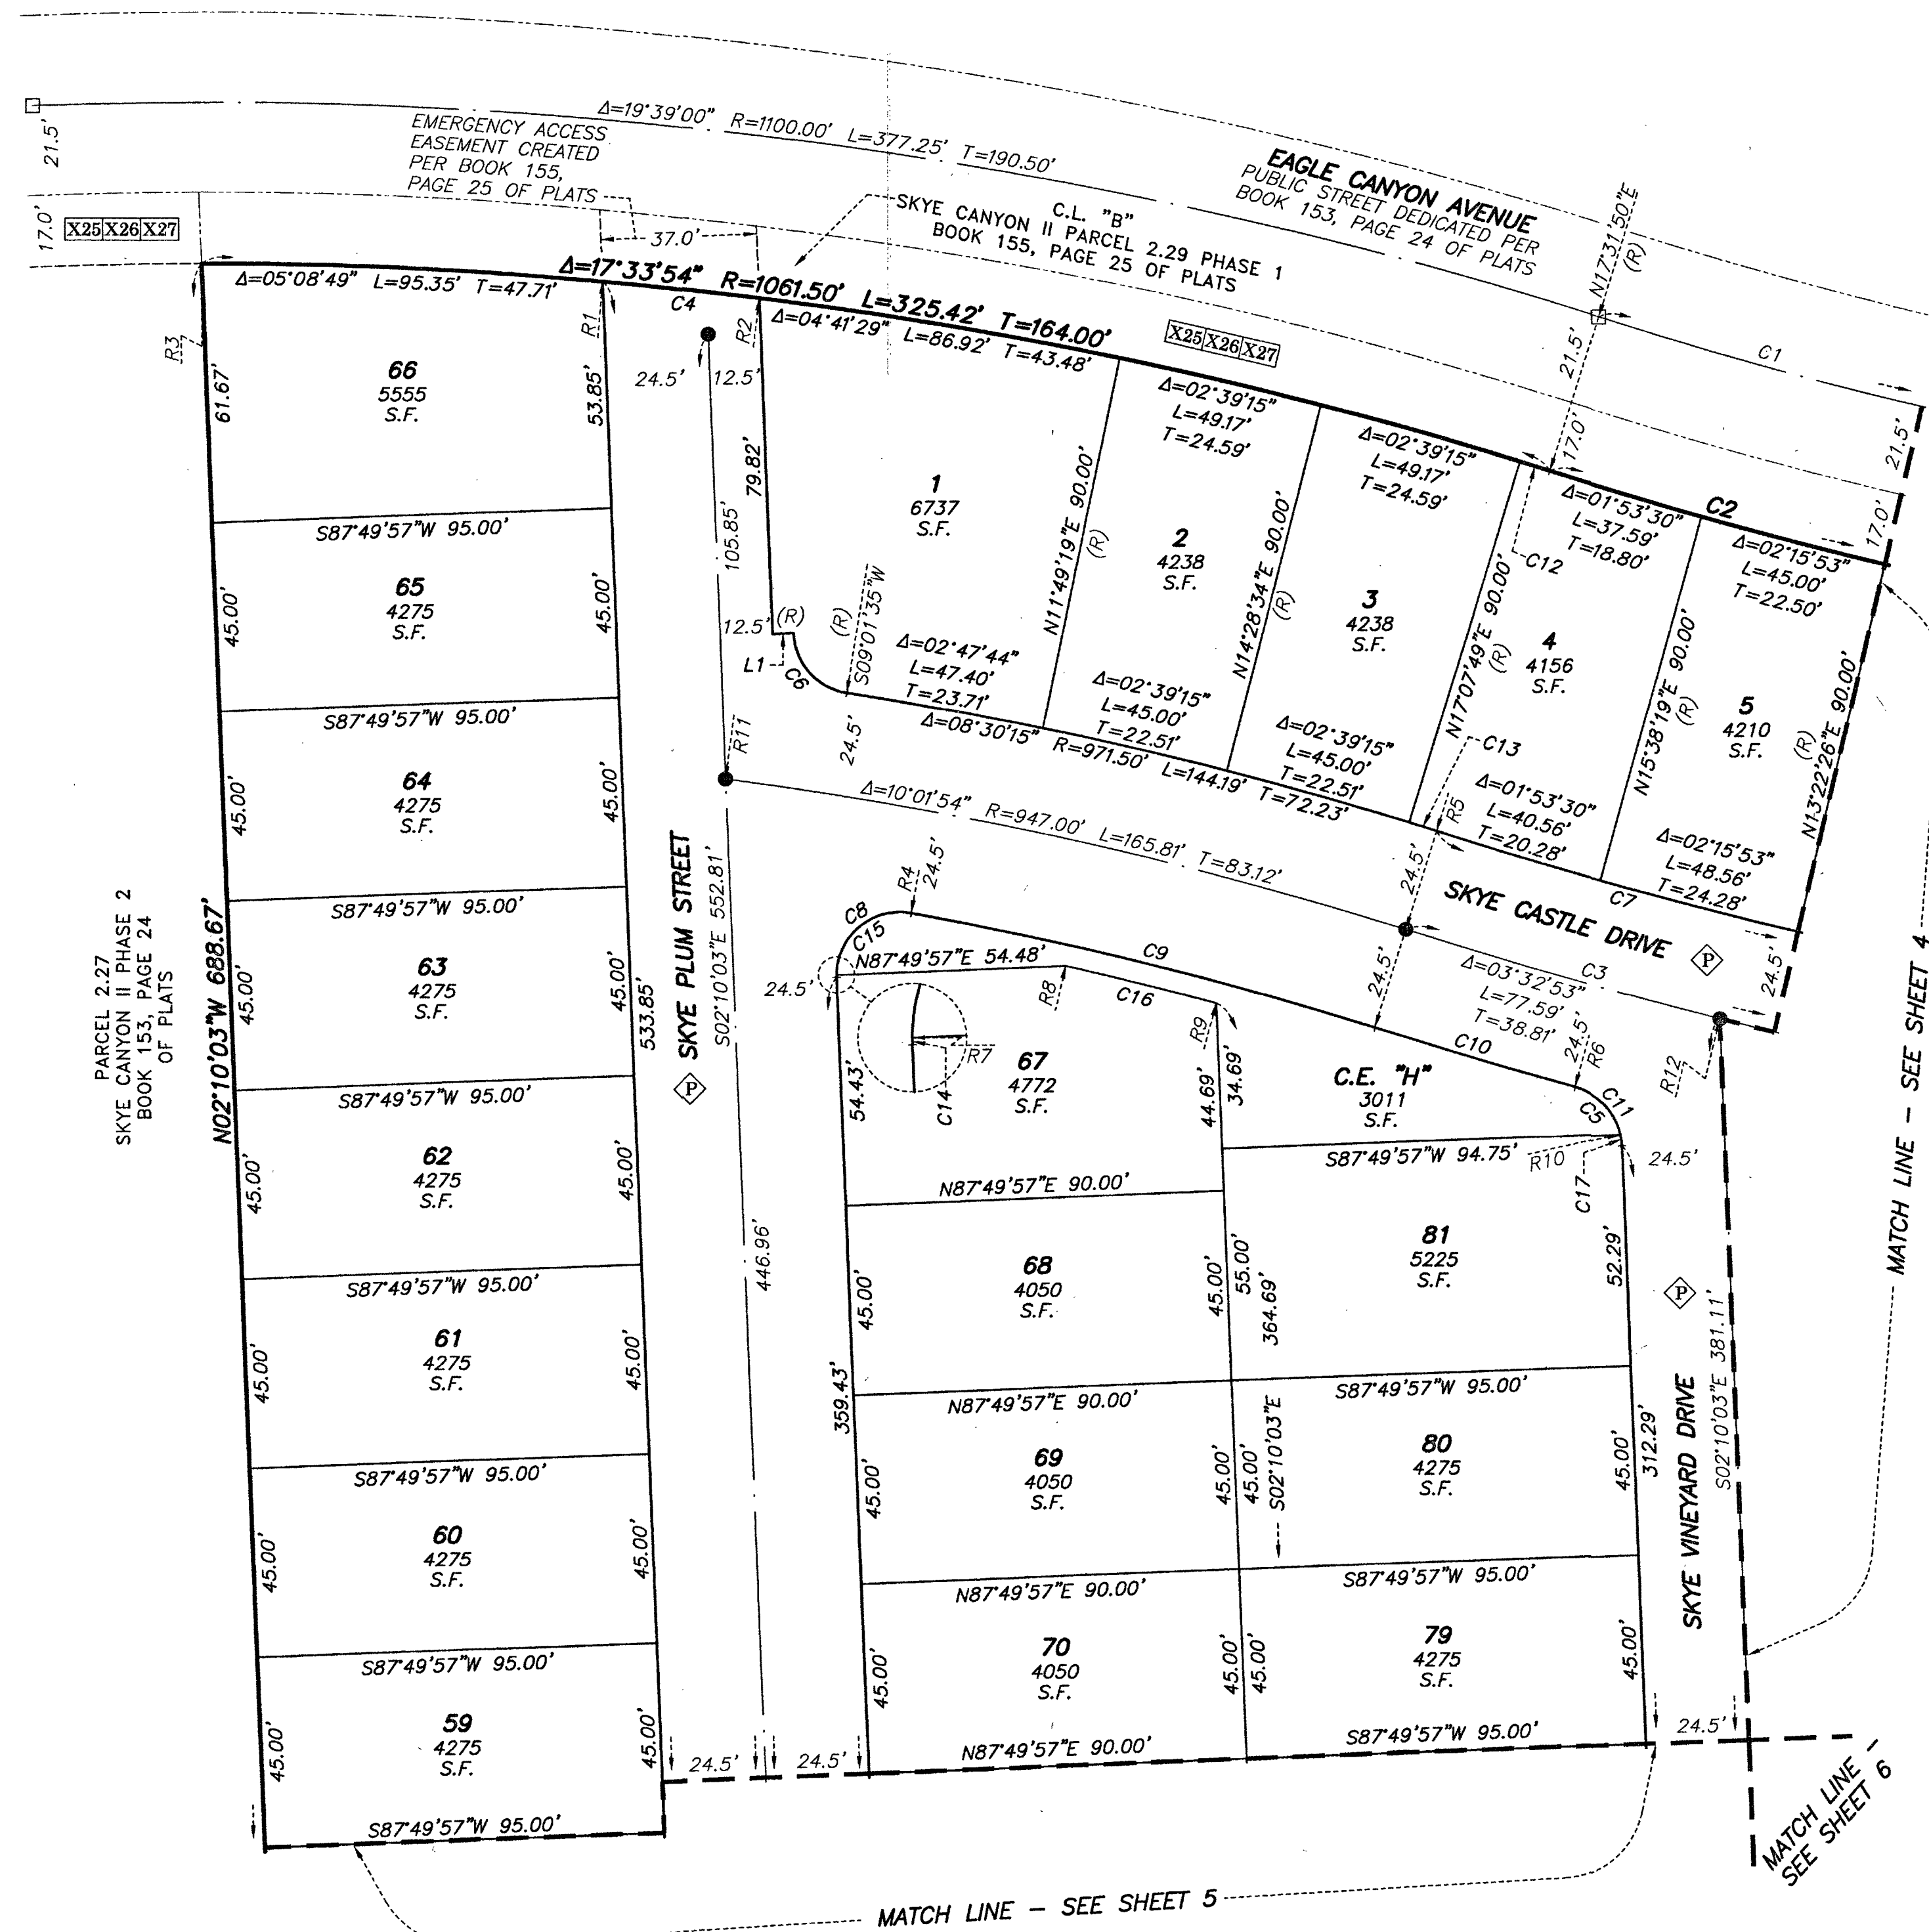 21.5'
Δ=19°39'00" R=1100.00' L=377.25' T=190.50'
EMERGENCY ACCESS
EASEMENT CREATED
PER BOOK 155,
PAGE 25 OF PLATS
17.0'
X25 X26 X27
37.0'
C.L. "B"
SKYE CANYON II PARCEL 2.29 PHASE 1
BOOK 155, PAGE 25 OF PLATS
EAGLE CANYON AVENUE
PUBLIC STREET DEDICATED PER
BOOK 153, PAGE 24 OF PLATS
N17°31'50"E
(R)
21.5'
17.0'
C1
21.5'
17.0'
Δ=17°33'54" R=1061.50' L=325.42' T=164.00'
X25 X26 X27
C2
Δ=05°08'49" L=95.35' T=47.71'
R3
R1
C4
R2
61.67'
66
5555
S.F.
53.85'
24.5'
12.5'
S87°49'57"W 95.00'
45.00'
65
4275
S.F.
45.00'
S87°49'57"W 95.00'
45.00'
64
4275
S.F.
45.00'
S87°49'57"W 95.00'
45.00'
63
4275
S.F.
45.00'
533.85'
S87°49'57"W 95.00'
45.00'
62
4275
S.F.
45.00'
S87°49'57"W 95.00'
45.00'
61
4275
S.F.
45.00'
S87°49'57"W 95.00'
45.00'
60
4275
S.F.
45.00'
S87°49'57"W 95.00'
45.00'
59
4275
S.F.
45.00'
S87°49'57"W 95.00'
PARCEL 2.27
SKYE CANYON II PHASE 2
BOOK 153, PAGE 24
OF PLATS
N02°10'03"W 688.67'
SKYE PLUM STREET
P
S02°10'03"E 552.81'
105.85'
446.96'
79.82'
12.5'
(R)
L1
C6
R11
24.5'
S09°01'35"W
(R)
Δ=04°41'29" L=86.92' T=43.48'
1
6737
S.F.
Δ=02°47'44"
L=47.40'
T=23.71'
N11°49'19"E 90.00'
(R)
Δ=02°39'15"
L=49.17'
T=24.59'
2
4238
S.F.
Δ=02°39'15"
L=45.00'
T=22.51'
N14°28'34"E 90.00'
(R)
Δ=02°39'15"
L=49.17'
T=24.59'
3
4238
S.F.
Δ=02°39'15"
L=45.00'
T=22.51'
N17°07'49"E 90.00'
(R)
C12
Δ=01°53'30"
L=37.59'
T=18.80'
4
4156
S.F.
C13
Δ=01°53'30"
L=40.56'
T=20.28'
N15°38'19"E 90.00'
(R)
Δ=02°15'53"
L=45.00'
T=22.50'
5
4210
S.F.
Δ=02°15'53"
L=48.56'
T=24.28'
N13°22'26"E 90.00'
(R)
Δ=08°30'15" R=971.50' L=144.19' T=72.23'
R5
C7
Δ=10°01'54" R=947.00' L=165.81' T=83.12'
24.5'
SKYE CASTLE DRIVE
P
24.5'
C3
Δ=03°32'53"
L=77.59'
T=38.81'
24.5'
R4
24.5'
C8
C15
C9
N87°49'57"E 54.48'
24.5'
R8
C16
R9
C10
24.5'
R6
C11
C5
R12
R7
C14
67
4772
S.F.
54.43'
44.69'
34.69'
C.E. "H"
3011
S.F.
S87°49'57"W 94.75'
R10
C17
24.5'
N87°49'57"E 90.00'
45.00'
68
4050
S.F.
45.00'
55.00'
364.69'
81
5225
S.F.
52.29'
359.43'
N87°49'57"E 90.00'
S87°49'57"W 95.00'
45.00'
69
4050
S.F.
45.00'
45.00'
S02°10'03"E
80
4275
S.F.
45.00'
312.29'
N87°49'57"E 90.00'
S87°49'57"W 95.00'
45.00'
70
4050
S.F.
45.00'
45.00'
79
4275
S.F.
45.00'
24.5'
24.5'
N87°49'57"E 90.00'
S87°49'57"W 95.00'
24.5'
P
SKYE VINEYARD DRIVE
S02°10'03"E 381.11'
MATCH LINE - SEE SHEET 4
MATCH LINE -
SEE SHEET 6
MATCH LINE - SEE SHEET 5